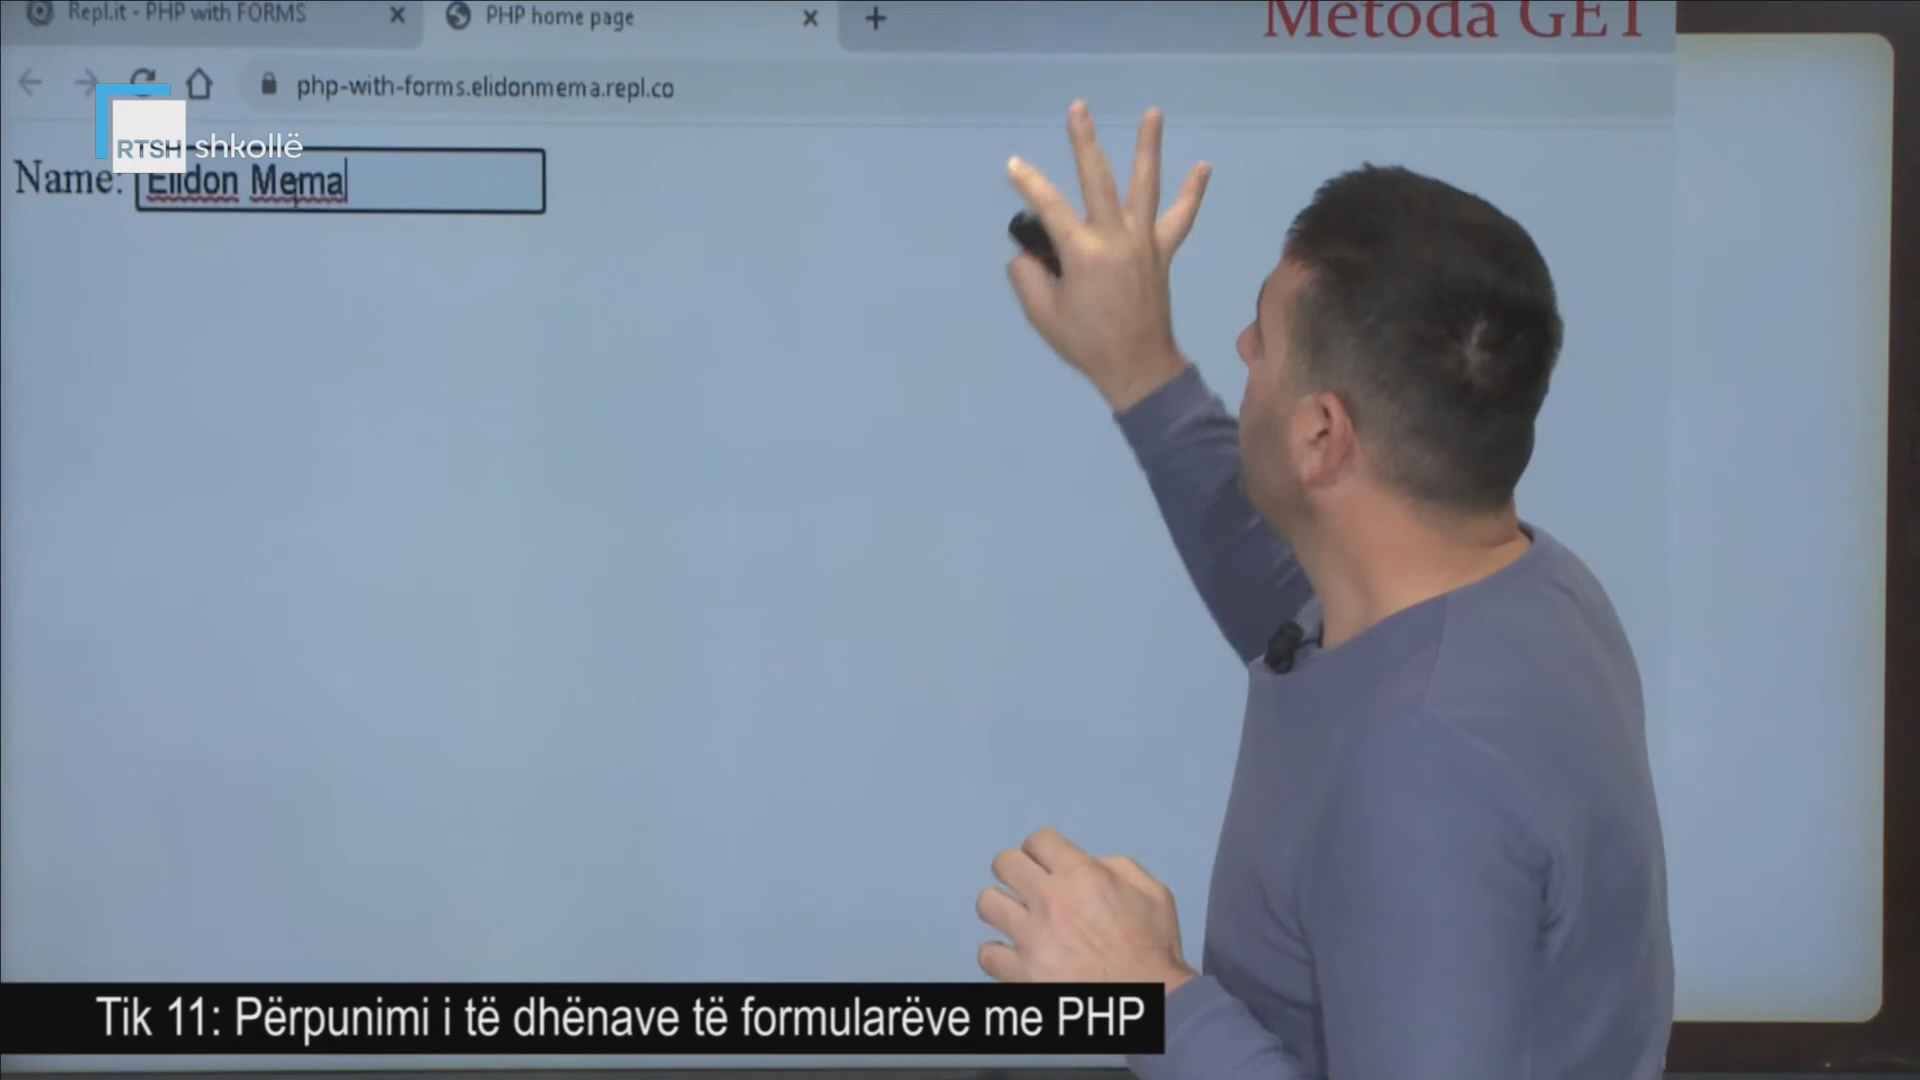 Repl.it - PHP with FORMS
PHP home page
Metoda GET
php-with-forms.elidonmema.repl.co
RTSH shkollë
Name: Elidon Mema
Tik 11: Përpunimi i të dhënave të formularëve me PHP